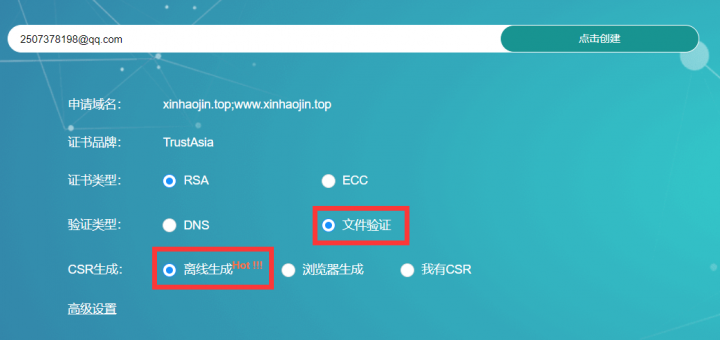 2507378198@qq.com 点击创建
申请域名: xinhaojin.top;www.xinhaojin.top
证书品牌: TrustAsia
证书类型: RSA ECC
验证类型: DNS 文件验证
CSR生成: 离线生成Hot !!! 浏览器生成 我有CSR
高级设置